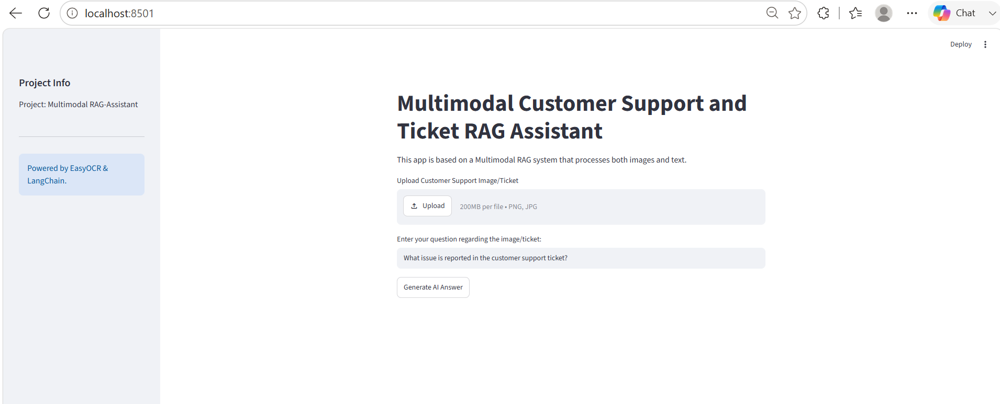 localhost:8501
Chat
Deploy
Project Info
Project: Multimodal RAG-Assistant
Powered by EasyOCR &
LangChain.
Multimodal Customer Support and
Ticket RAG Assistant
This app is based on a Multimodal RAG system that processes both images and text.
Upload Customer Support Image/Ticket
Upload
200MB per file • PNG, JPG
Enter your question regarding the image/ticket:
What issue is reported in the customer support ticket?
Generate AI Answer